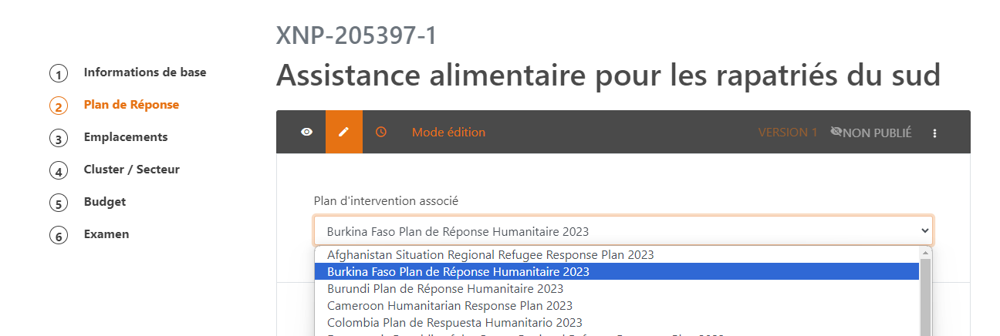 XNP-205397-1
Assistance alimentaire pour les rapatriés du sud
1 Informations de base
2 Plan de Réponse
3 Emplacements
4 Cluster / Secteur
5 Budget
6 Examen
Mode édition VERSION 1 NON PUBLIÉ
Plan d'intervention associé
Burkina Faso Plan de Réponse Humanitaire 2023
Afghanistan Situation Regional Refugee Response Plan 2023
Burkina Faso Plan de Réponse Humanitaire 2023
Burundi Plan de Réponse Humanitaire 2023
Cameroon Humanitarian Response Plan 2023
Colombia Plan de Respuesta Humanitario 2023